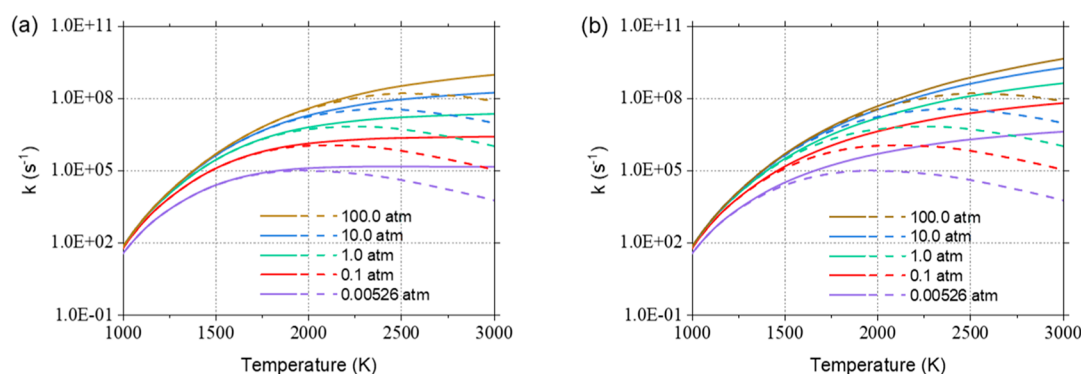 (a)
1.0E+11
1.0E+08
1.0E+05
1.0E+02
1.0E-01
k (s⁻¹)
100.0 atm
10.0 atm
1.0 atm
0.1 atm
0.00526 atm
1000 1500 2000 2500 3000
Temperature (K)
(b)
1.0E+11
1.0E+08
1.0E+05
1.0E+02
1.0E-01
k (s⁻¹)
100.0 atm
10.0 atm
1.0 atm
0.1 atm
0.00526 atm
1000 1500 2000 2500 3000
Temperature (K)